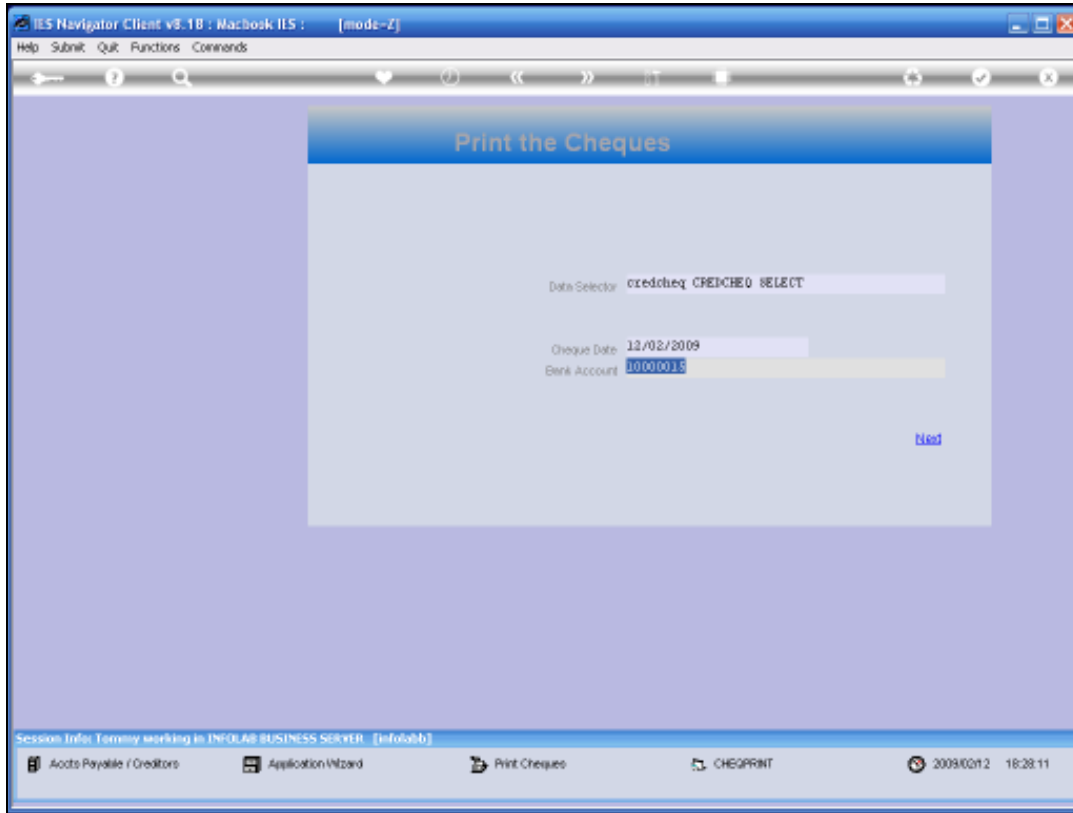 IES Navigator Client v8.18 : Macbook IES : [mode=Z]
Help Submit Quit Functions Commands
Print the Cheques
Data Selector credcheq CREDCHEQ SELECT
Cheque Date 12/02/2009
Bank Account 10000015
Next
Session Info: Tommy working in INFOLAB BUSINESS SERVER [infolabb]
Accts Payable / Creditors Application Wizard Print Cheques CHEQPRINT 2009/02/12 18:28:11